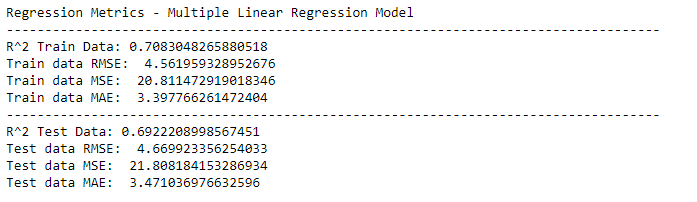 Regression Metrics - Multiple Linear Regression Model
--------------------------------------------------------------------------------------
R^2 Train Data: 0.7083048265880518
Train data RMSE:  4.561959328952676
Train data MSE:  20.811472919018346
Train data MAE:  3.397766261472404
--------------------------------------------------------------------------------------
R^2 Test Data: 0.6922208998567451
Test data RMSE:  4.669923356254033
Test data MSE:  21.808184153286934
Test data MAE:  3.471036976632596